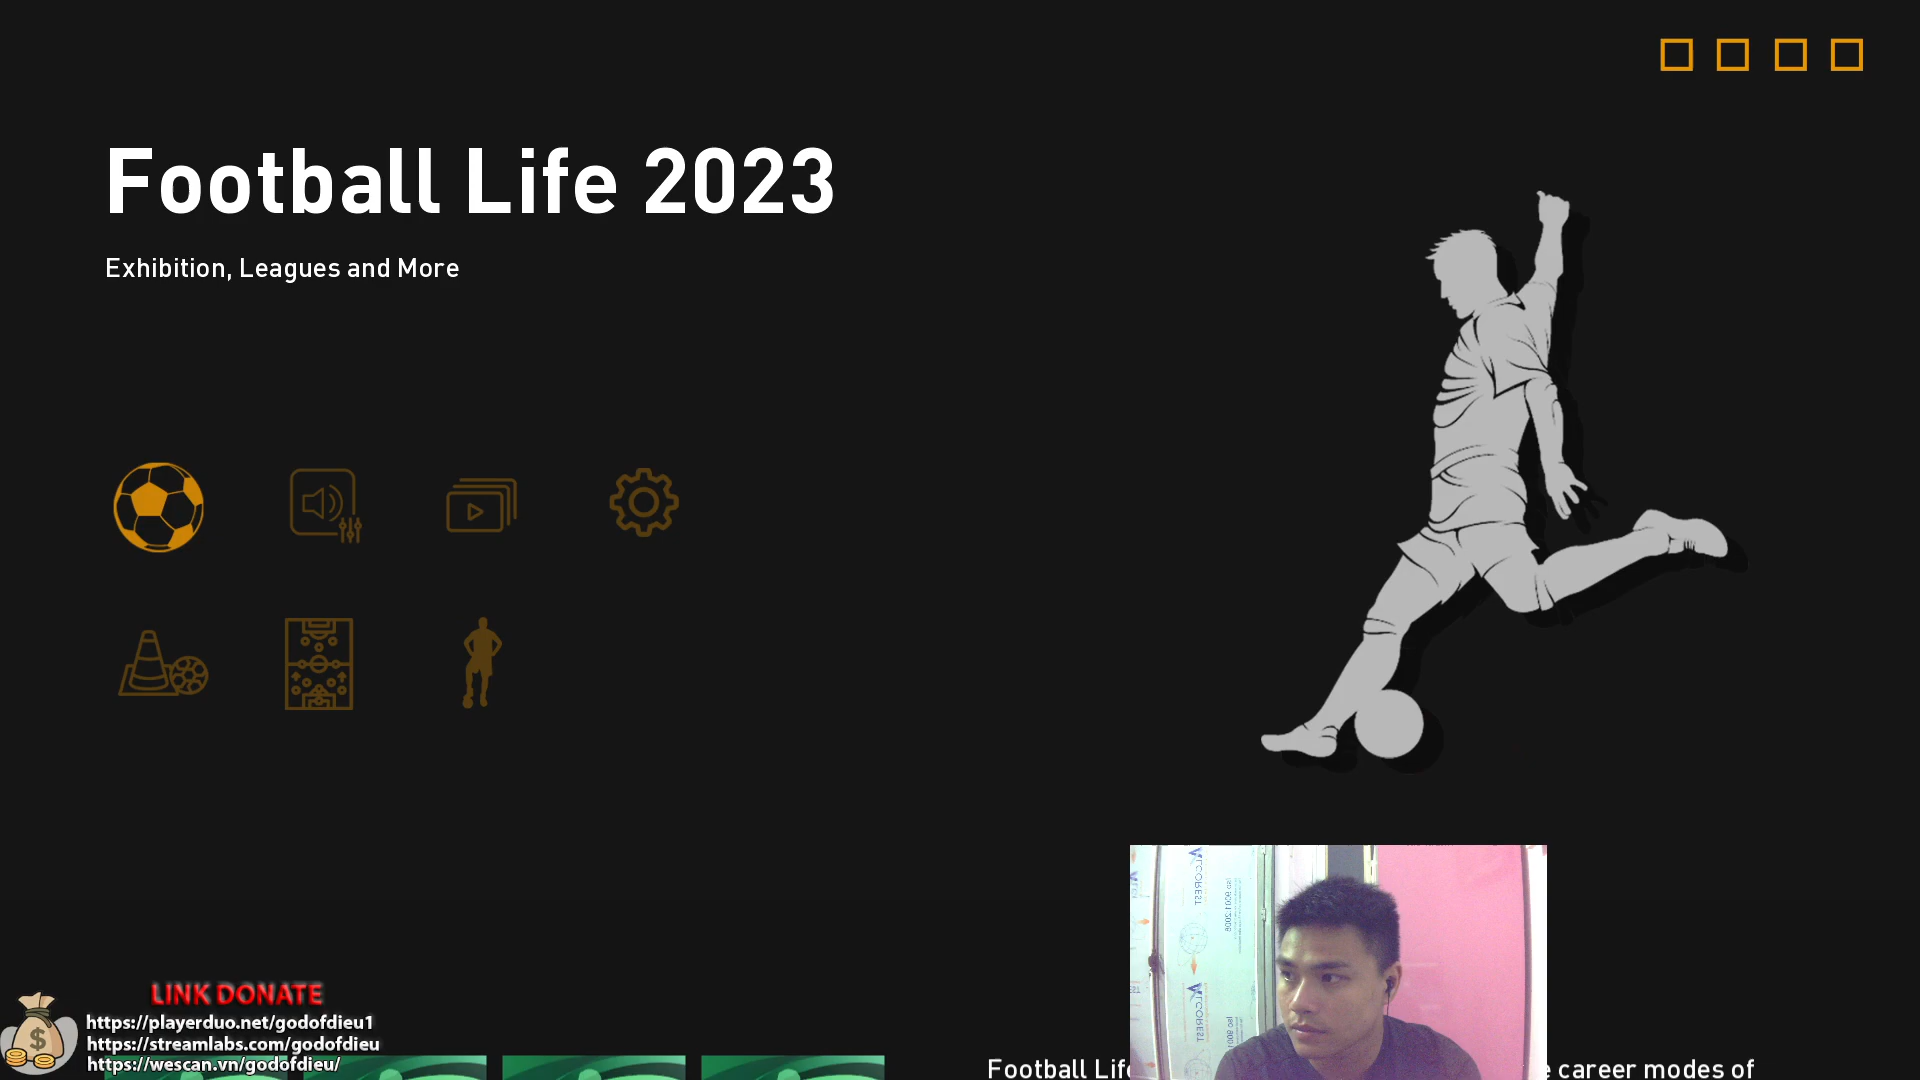 Football Life 2023
Exhibition, Leagues and More
LINK DONATE
https://playerduo.net/godofdieu1
https://streamlabs.com/godofdieu
https://wescan.vn/godofdieu/
Football Life
career modes of